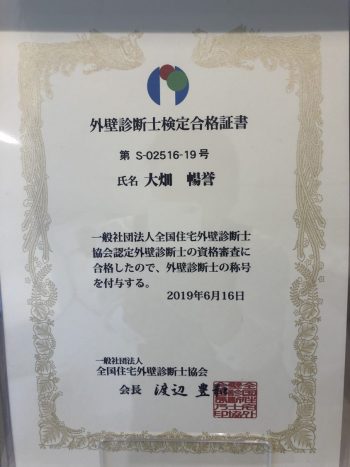 外壁診断士検定合格証書
第 S-02516-19 号
氏名 大畑 暢誉
一般社団法人全国住宅外壁診断士
協会認定外壁診断士の資格審査に
合格したので、外壁診断士の称号
を付与する。
2019年6月16日
一般社団法人
全国住宅外壁診断士協会
会長 渡辺 豊和